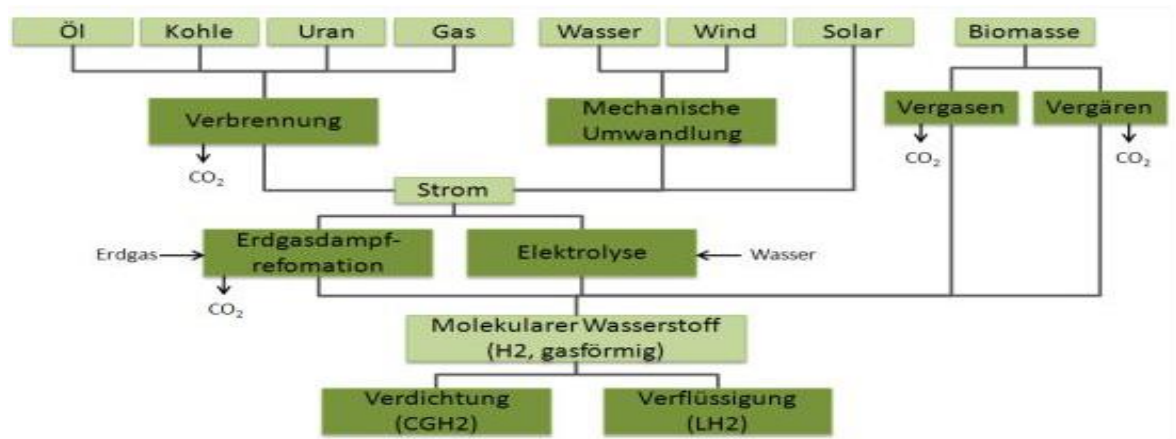 Öl Kohle Uran Gas Wasser Wind Solar Biomasse
Verbrennung
Mechanische
Umwandlung
Vergasen
Vergären
CO₂
CO₂
CO₂
Strom
Erdgas
Erdgasdampf-
refomation
Elektrolyse
Wasser
CO₂
Molekularer Wasserstoff
(H2, gasförmig)
Verdichtung
(CGH2)
Verflüssigung
(LH2)